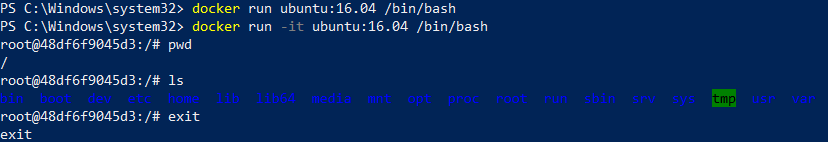 PS C:\Windows\system32> docker run ubuntu:16.04 /bin/bash
PS C:\Windows\system32> docker run -it ubuntu:16.04 /bin/bash
root@48df6f9045d3:/# pwd
/
root@48df6f9045d3:/# ls
bin  boot  dev  etc  home  lib  lib64  media  mnt  opt  proc  root  run  sbin  srv  sys  tmp  usr  var
root@48df6f9045d3:/# exit
exit